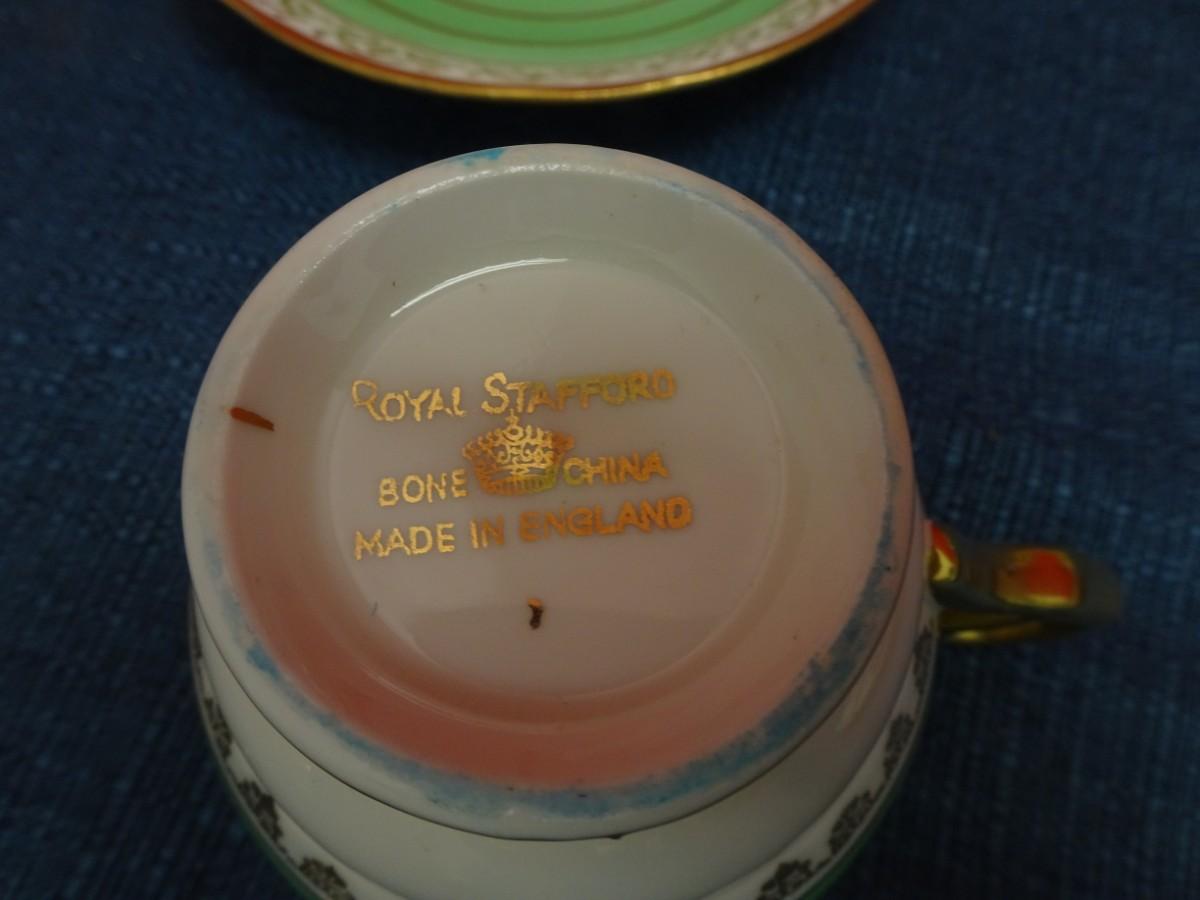 ROYAL STAFFORD
BONE CHINA
MADE IN ENGLAND